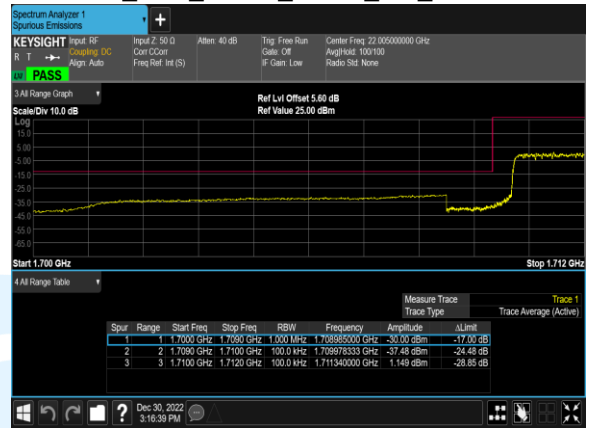 Spectrum Analyzer 1
Spurious Emissions
+
KEYSIGHT
R T
LXI PASS
Input: RF
Coupling: DC
Align: Auto
Input Z: 50 Ω
Corr CCorr
Freq Ref: Int (S)
Atten: 40 dB
Trig: Free Run
Gate: Off
IF Gain: Low
Center Freq: 22.005000000 GHz
Avg|Hold: 100/100
Radio Std: None
3 All Range Graph
Scale/Div 10.0 dB
Ref Lvl Offset 5.60 dB
Ref Value 25.00 dBm
Log
15.0
5.00
-5.00
-15.0
-25.0
-35.0
-45.0
-55.0
-65.0
Start 1.700 GHz
Stop 1.712 GHz
4 All Range Table
Measure Trace Trace 1
Trace Type Trace Average (Active)
Spur Range Start Freq Stop Freq RBW Frequency Amplitude ΔLimit
1 1 1.7000 GHz 1.7090 GHz 1.000 MHz 1.708985000 GHz -30.00 dBm -17.00 dB
2 2 1.7090 GHz 1.7100 GHz 100.0 kHz 1.709978333 GHz -37.48 dBm -24.48 dB
3 3 1.7100 GHz 1.7120 GHz 100.0 kHz 1.711340000 GHz 1.149 dBm -28.85 dB
?
Dec 30, 2022
3:16:39 PM